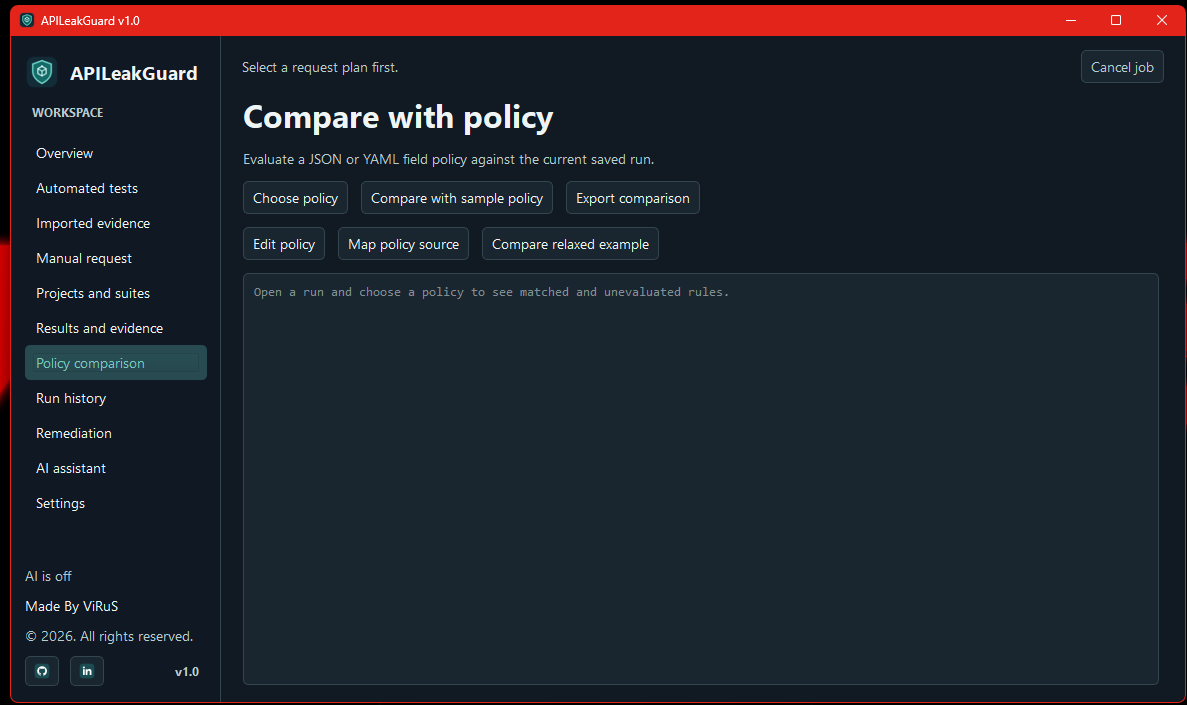 APILeakGuard v1.0
APILeakGuard
WORKSPACE
Overview
Automated tests
Imported evidence
Manual request
Projects and suites
Results and evidence
Policy comparison
Run history
Remediation
AI assistant
Settings
AI is off
Made By ViRuS
© 2026. All rights reserved.
in
v1.0
Select a request plan first.
Cancel job
Compare with policy
Evaluate a JSON or YAML field policy against the current saved run.
Choose policy
Compare with sample policy
Export comparison
Edit policy
Map policy source
Compare relaxed example
Open a run and choose a policy to see matched and unevaluated rules.